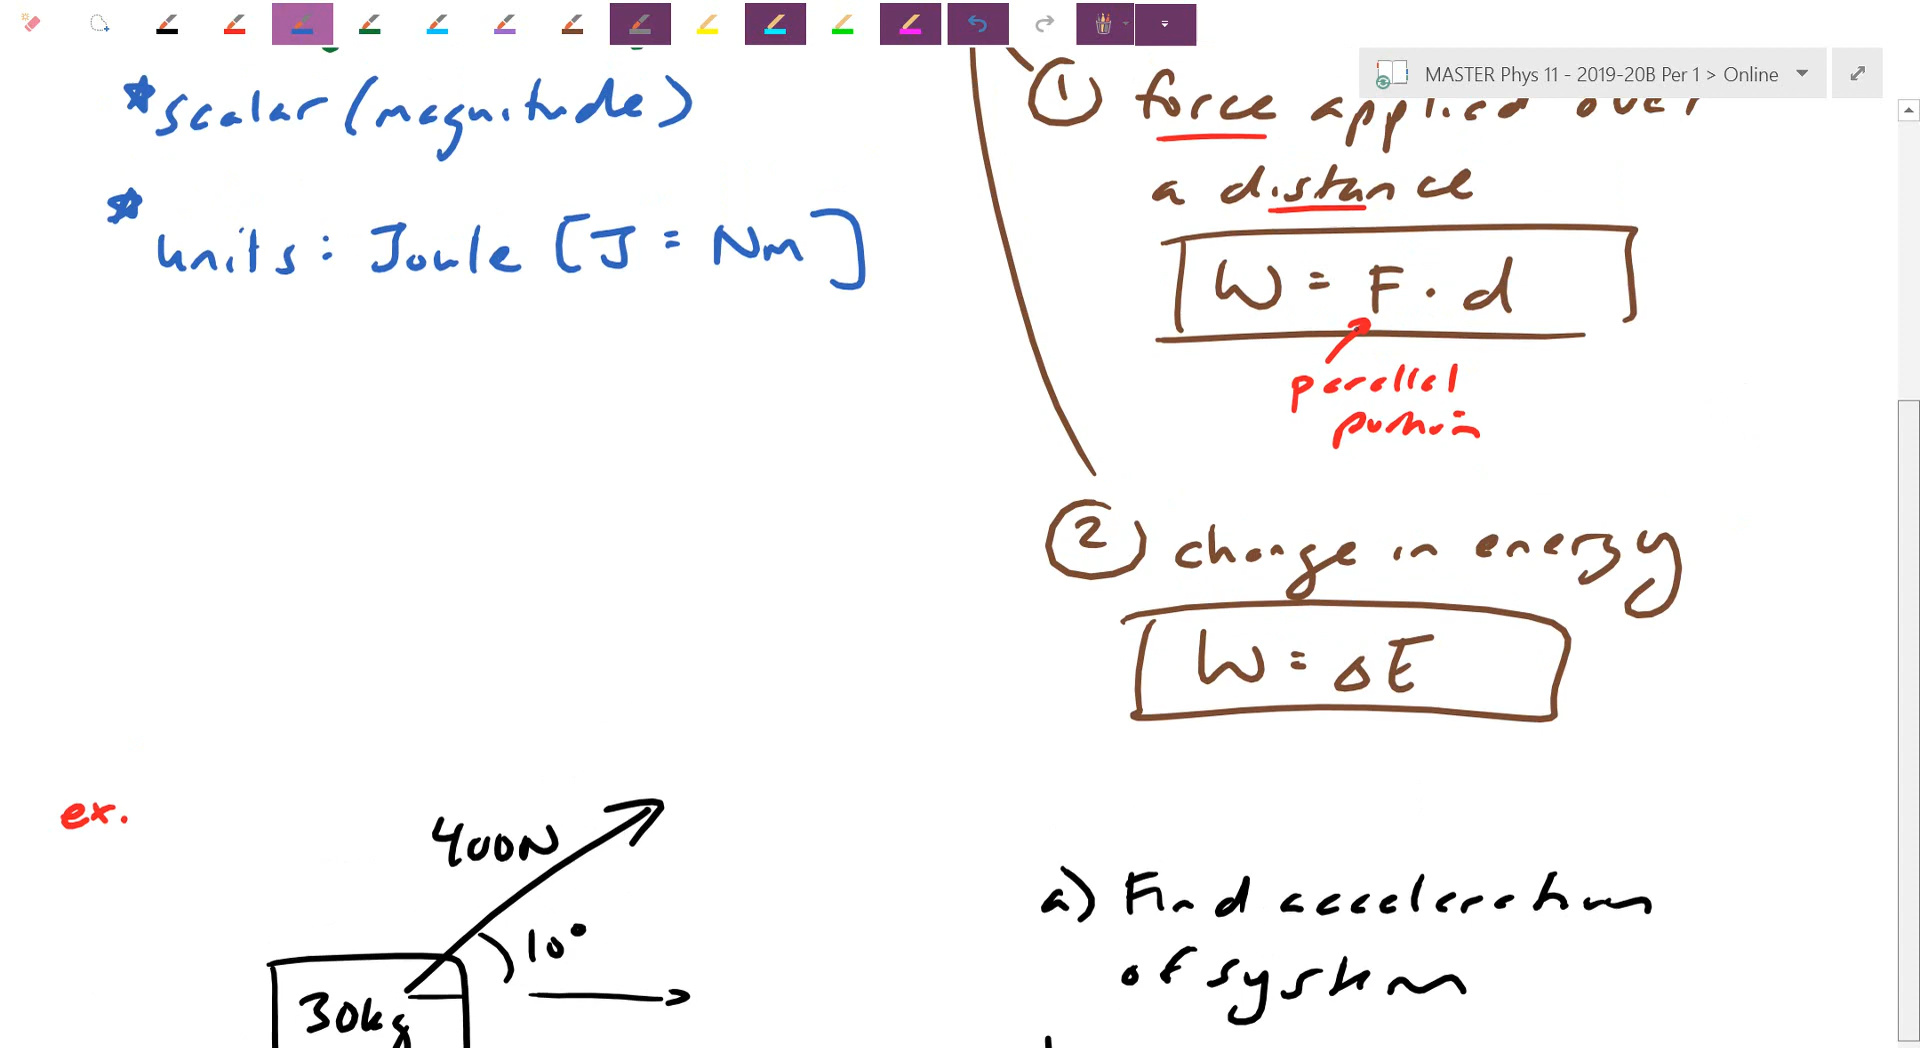 MASTER Phys 11 - 2019-20B Per 1 > Online
*scalar (magnitude)
*units: Joule [J = Nm]
① force applied over
a distance
W = F · d
parallel
② change in energy
W = ΔE
ex.
400N
10°
30kg
a) Find acceleration
of system